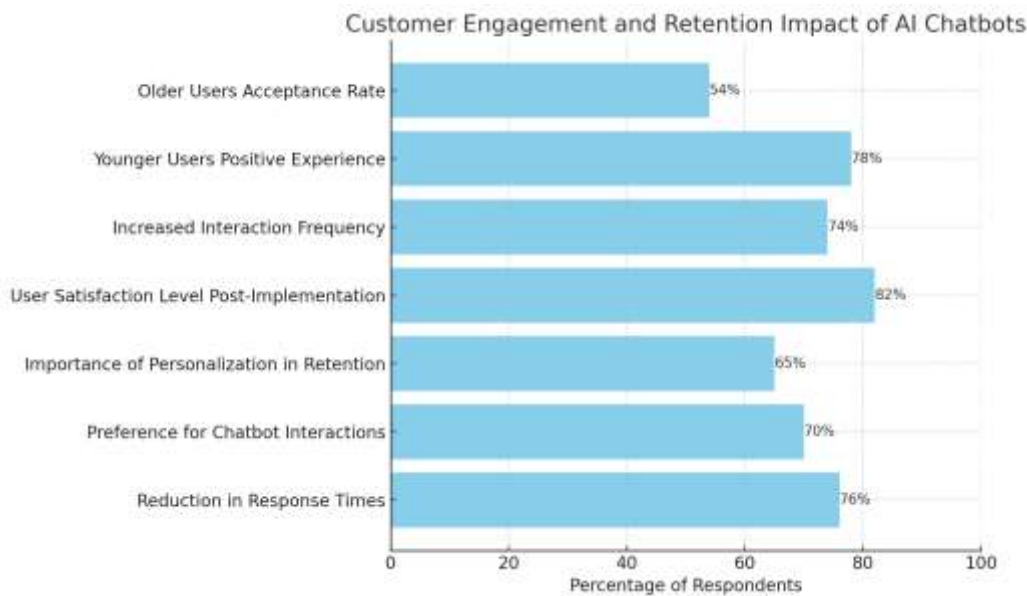 Customer Engagement and Retention Impact of AI Chatbots
Older Users Acceptance Rate
54%
Younger Users Positive Experience
78%
Increased Interaction Frequency
74%
User Satisfaction Level Post-Implementation
82%
Importance of Personalization in Retention
65%
Preference for Chatbot Interactions
70%
Reduction in Response Times
76%
0 20 40 60 80 100
Percentage of Respondents